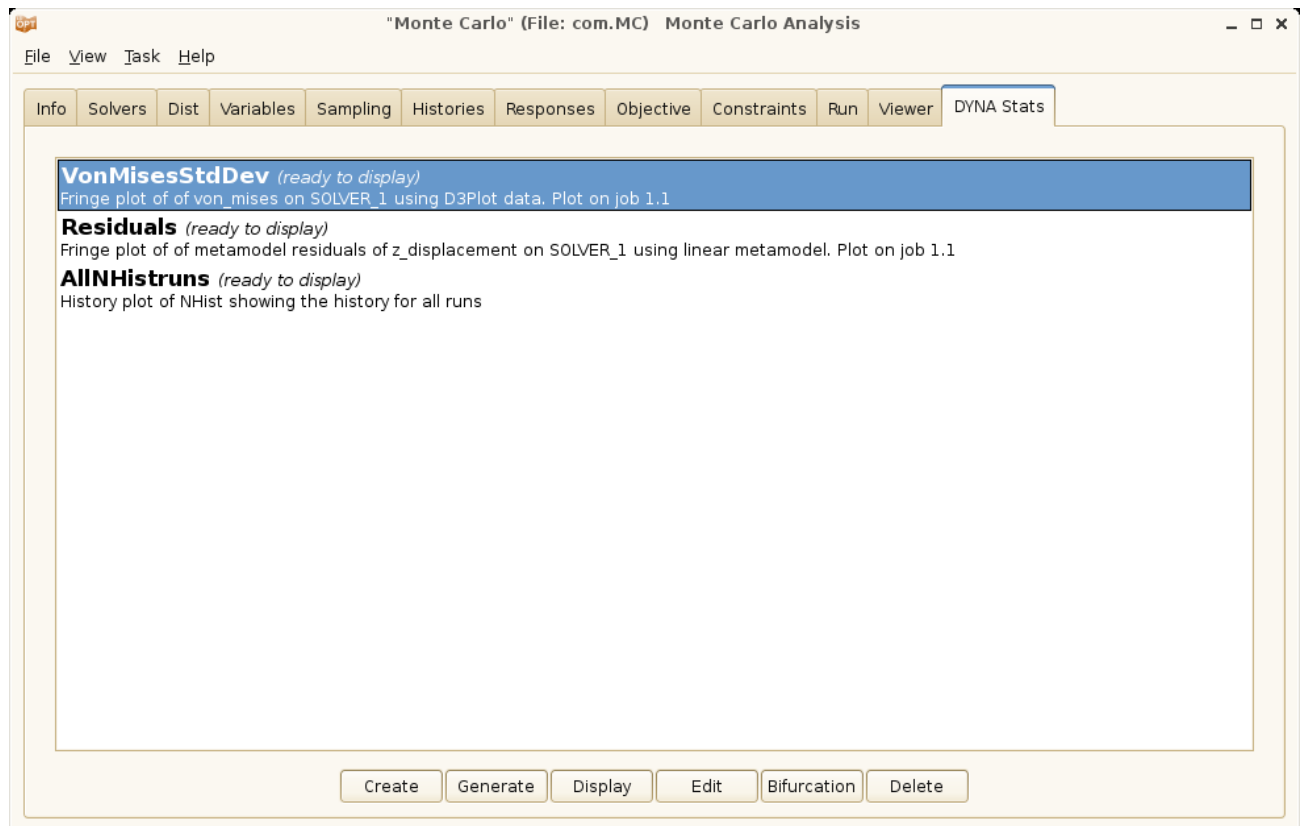 OPT
"Monte Carlo" (File: com.MC) Monte Carlo Analysis
File View Task Help
Info Solvers Dist Variables Sampling Histories Responses Objective Constraints Run Viewer DYNA Stats
VonMisesStdDev (ready to display)
Fringe plot of of von_mises on SOLVER_1 using D3Plot data. Plot on job 1.1
Residuals (ready to display)
Fringe plot of of metamodel residuals of z_displacement on SOLVER_1 using linear metamodel. Plot on job 1.1
AllNHistruns (ready to display)
History plot of NHist showing the history for all runs
Create Generate Display Edit Bifurcation Delete